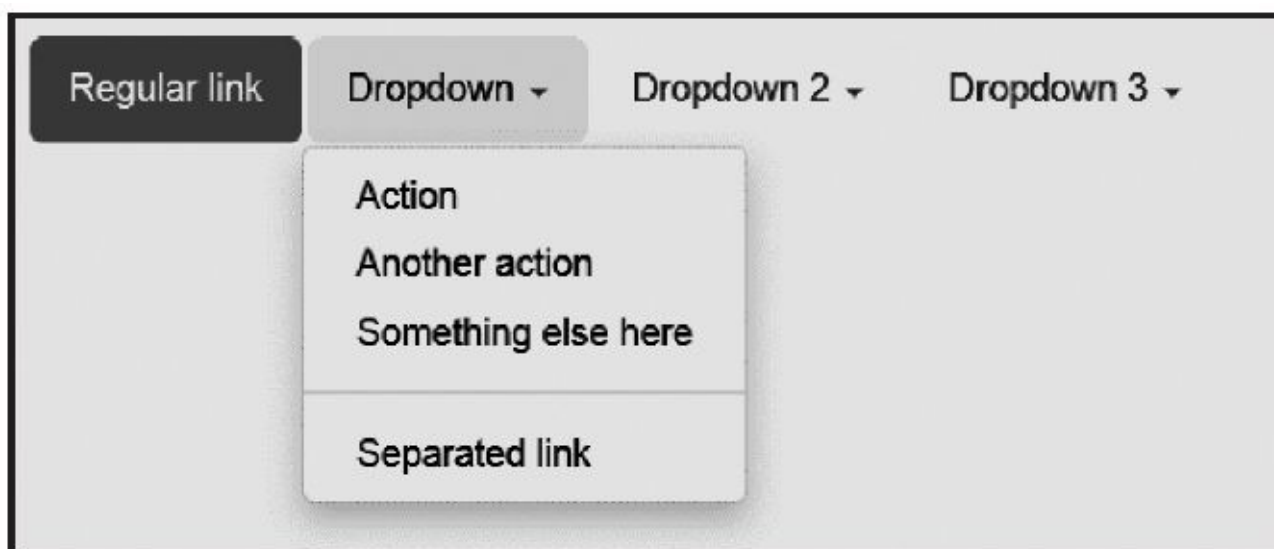 Regular link Dropdown Dropdown 2 Dropdown 3
Action
Another action
Something else here
Separated link